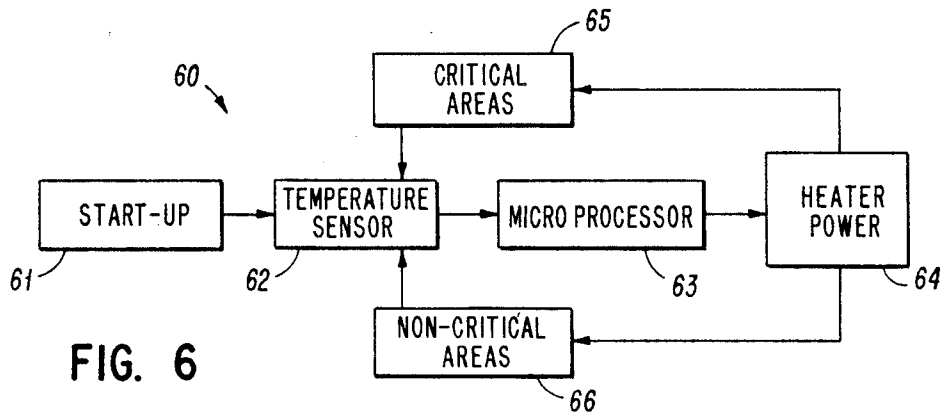 65
60
CRITICAL
AREAS
START-UP
TEMPERATURE
SENSOR
MICRO PROCESSOR
HEATER
POWER
61
62
63
64
NON-CRITICAL
AREAS
FIG. 6
66